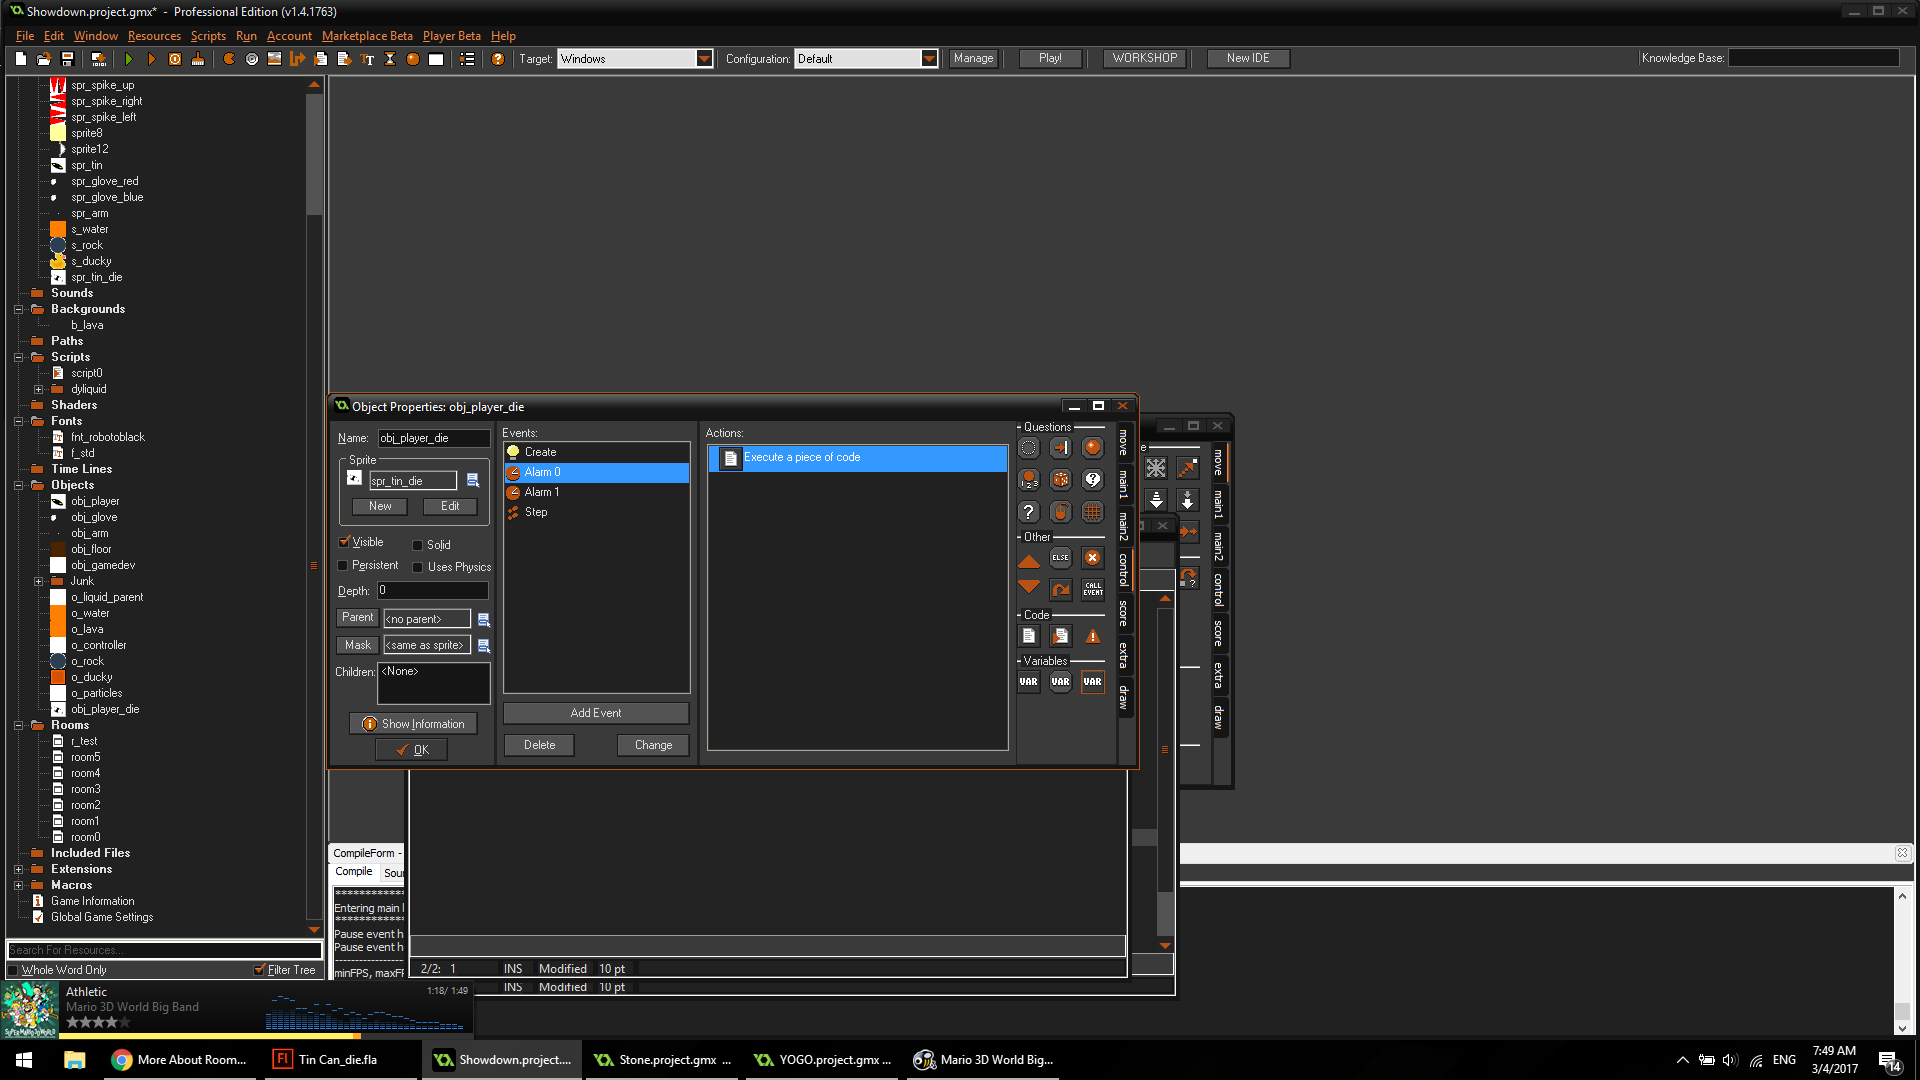 Showdown.project.gmx* - Professional Edition (v1.4.1763)
File Edit Window Resources Scripts Run Account Marketplace Beta Player Beta Help
Target: Windows Configuration: Default Manage Play! WORKSHOP New IDE Knowledge Base:
spr_spike_up
spr_spike_right
spr_spike_left
sprite8
sprite12
spr_tin
spr_glove_red
spr_glove_blue
spr_arm
s_water
s_rock
s_ducky
spr_tin_die
Sounds
Backgrounds
b_lava
Paths
Scripts
script0
dyliquid
Shaders
Fonts
fnt_robotoblack
f_std
Time Lines
Objects
obj_player
obj_glove
obj_arm
obj_floor
obj_gamedev
Junk
o_liquid_parent
o_water
o_lava
o_controller
o_rock
o_ducky
o_particles
obj_player_die
Rooms
r_test
room5
room4
room3
room2
room1
room0
Included Files
Extensions
Macros
Game Information
Global Game Settings
Search For Resources...
Whole Word Only Filter Tree
Object Properties: obj_player_die
Name: obj_player_die
Sprite
spr_tin_die
New Edit
Visible Solid
Persistent Uses Physics
Depth: 0
Parent <no parent>
Mask <same as sprite>
Children: <None>
Show Information
OK
Events:
Create
Alarm 0
Alarm 1
Step
Add Event
Delete Change
Actions:
Execute a piece of code
Questions
Other
ELSE
CALL EVENT
Code
Variables
VAR VAR VAR
move
main1
main2
control
score
extra
draw
e
move
main1
main2
control
score
extra
draw
CompileForm -
Compile Sour
*************
Entering main l
*************
Pause event h
Pause event h
minFPS, maxFP
2/2: 1 INS Modified 10 pt
INS Modified 10 pt
Athletic 1:18/ 1:49
Mario 3D World Big Band
More About Room...
Tin Can_die.fla
Showdown.project....
Stone.project.gmx ...
YOGO.project.gmx ...
Mario 3D World Big...
ENG
7:49 AM
3/4/2017
14